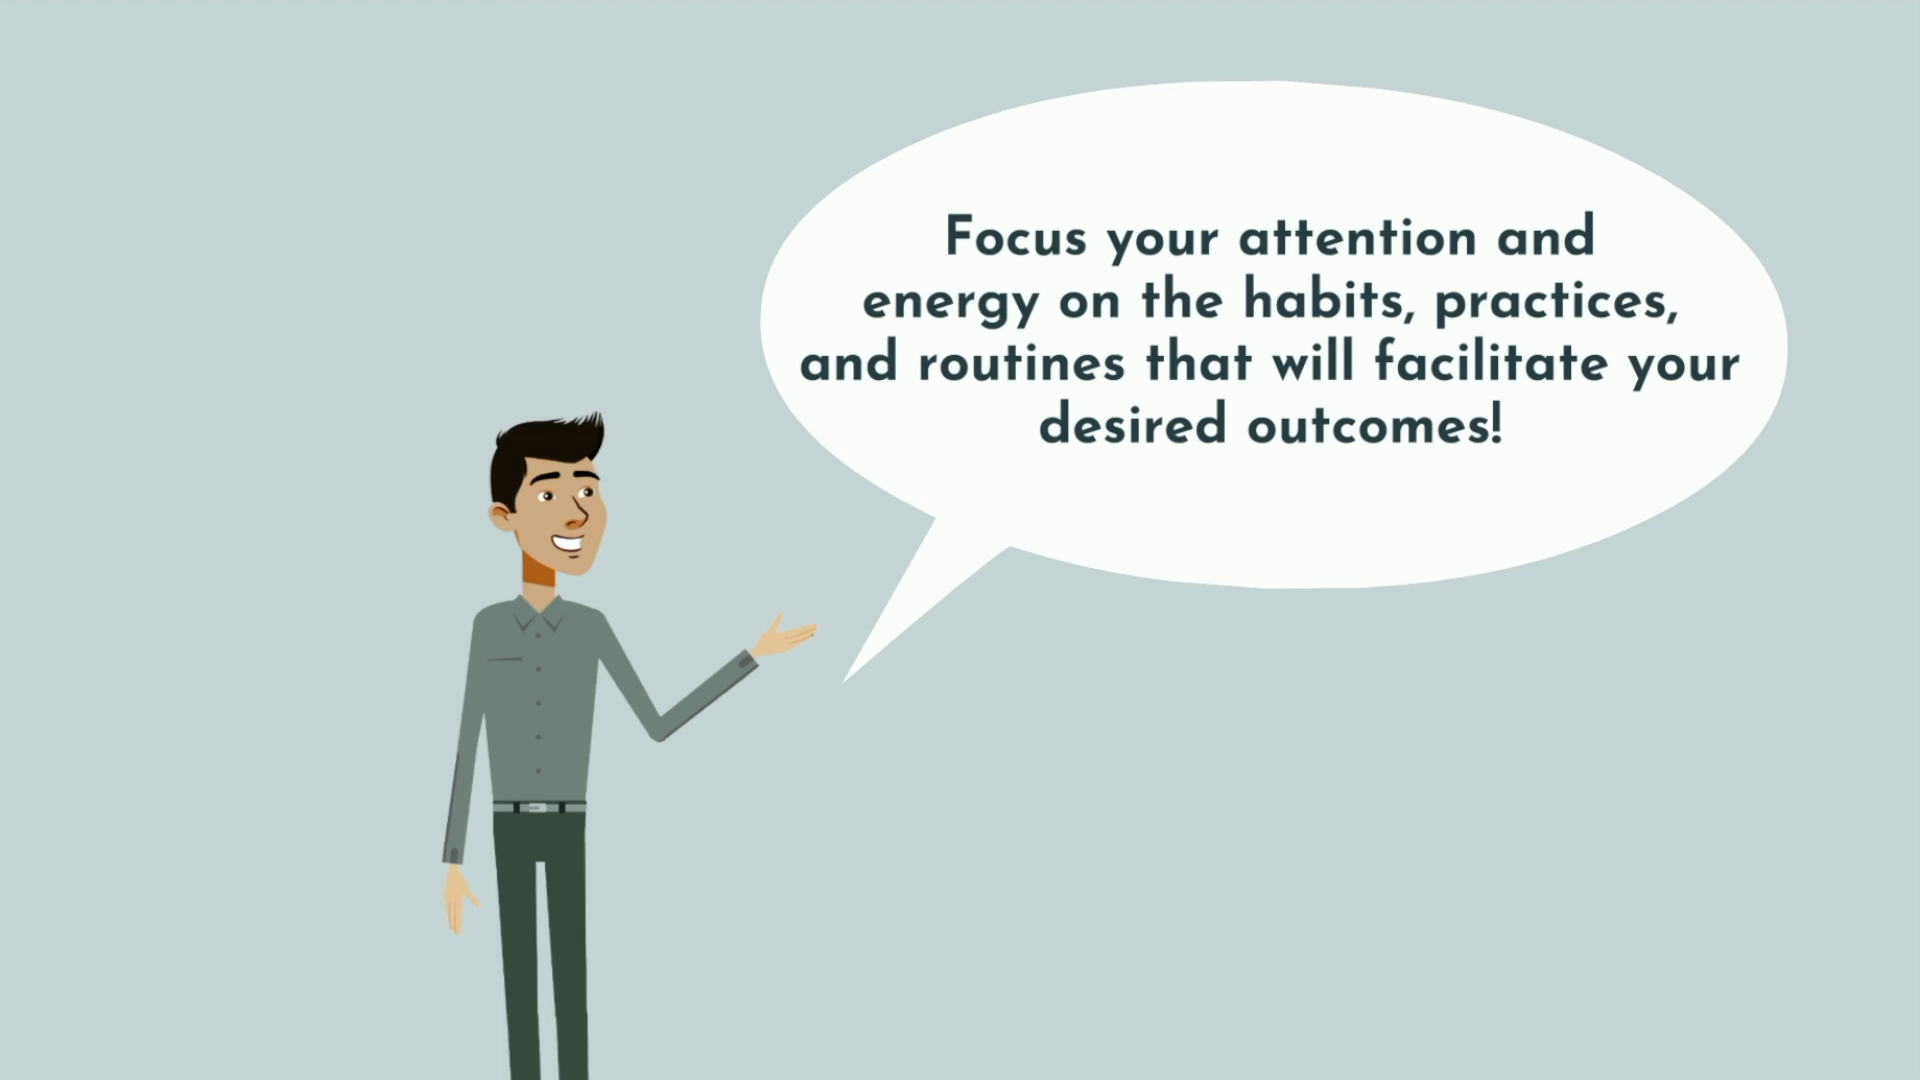 Focus your attention and
energy on the habits, practices,
and routines that will facilitate your
desired outcomes!